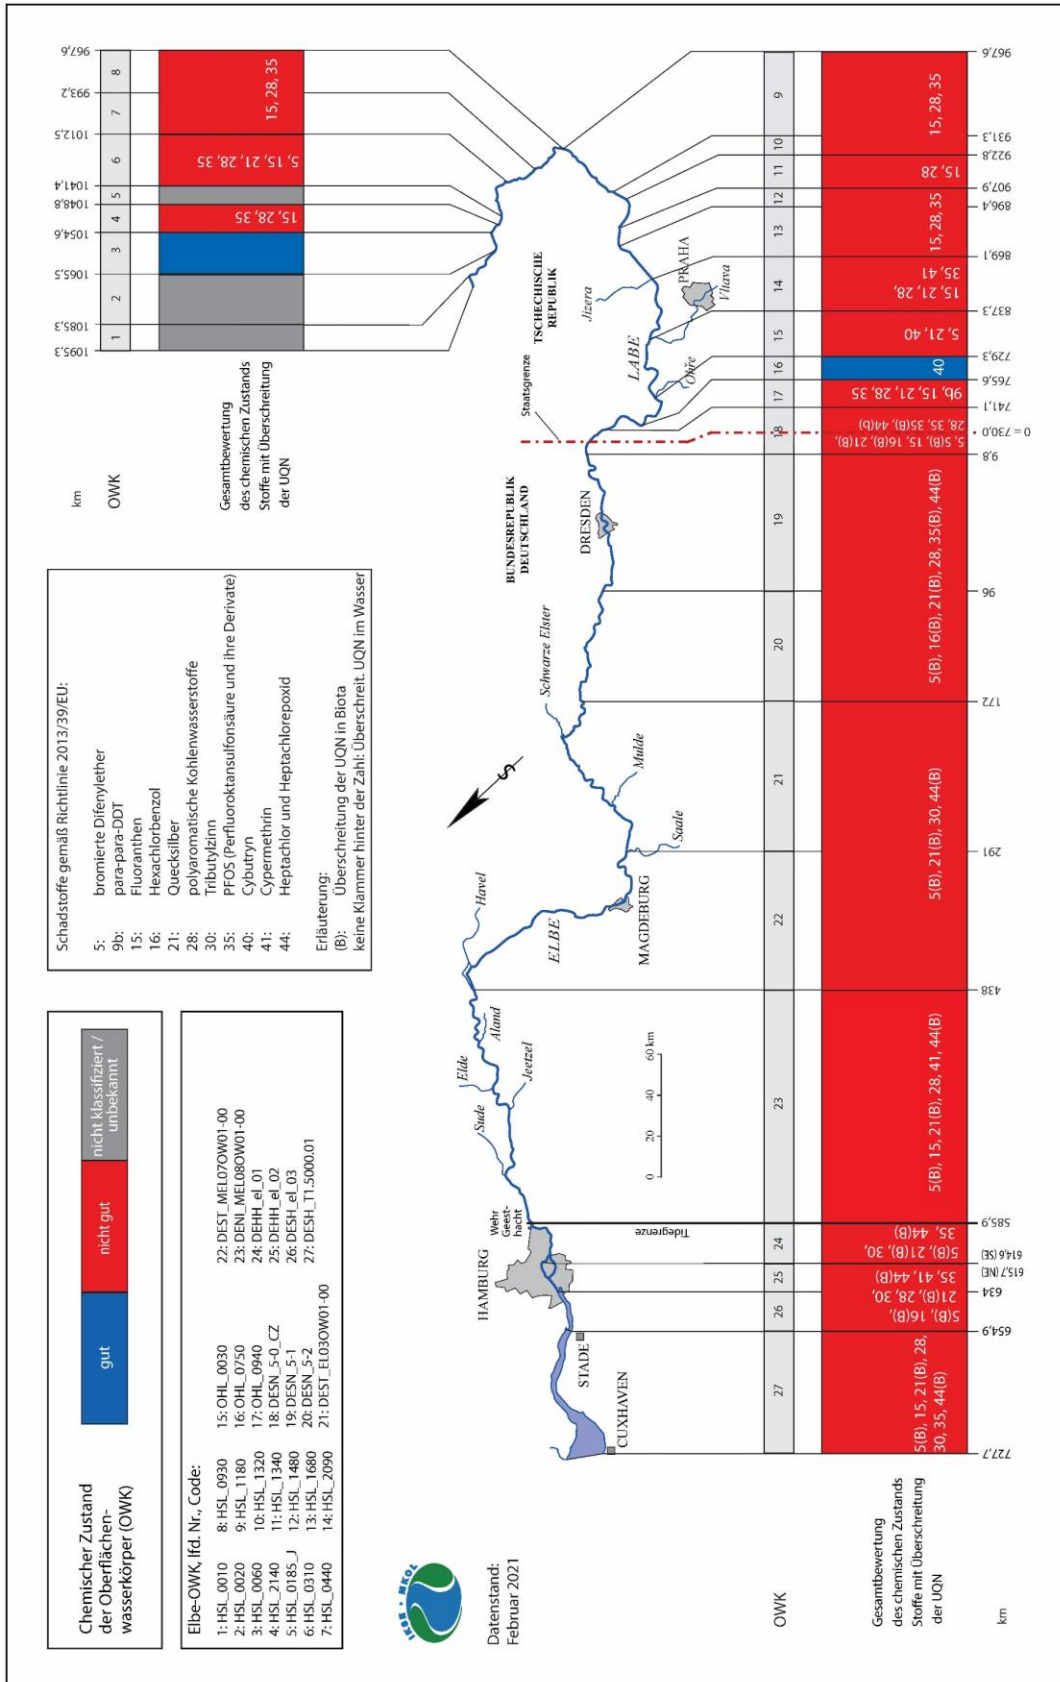 Chemischer Zustand
der Oberflächen-
wasserkörper (OWK)
gut
nicht gut
nicht klassifiziert /
unbekannt
Elbe-OWK, lfd. Nr., Code:
1: HSL_0010
2: HSL_0020
3: HSL_0060
4: HSL_2140
5: HSL_0185_J
6: HSL_0310
7: HSL_0440
8: HSL_0930
9: HSL_1180
10: HSL_1320
11: HSL_1340
12: HSL_1480
13: HSL_1680
14: HSL_2090
15: OHL_0030
16: OHL_0750
17: OHL_0940
18: DESN_5-0_CZ
19: DESN_5-1
20: DESN_5-2
21: DEST_EL03OW01-00
22: DEST_MEL07OW01-00
23: DENI_MEL08OW01-00
24: DEHH_el_01
25: DEHH_el_02
26: DESH_el_03
27: DESH_T1.5000.01
Schadstoffe gemäß Richtlinie 2013/39/EU:
5: bromierte Difenylether
9b: para-para-DDT
15: Fluoranthen
16: Hexachlorbenzol
21: Quecksilber
28: polyaromatische Kohlenwasserstoffe
30: Tributylzinn
35: PFOS (Perfluoroktansulfonsäure und ihre Derivate)
40: Cybutryn
41: Cypermethrin
44: Heptachlor und Heptachlorepoxid
Erläuterung:
(B): Überschreitung der UQN in Biota
keine Klammer hinter der Zahl: Überschreit. UQN im Wasser
km
1095,3
1085,3
1065,5
1054,6
1048,8
1041,4
1012,5
993,2
967,6
OWK
1
2
3
4
5
6
7
8
Gesamtbewertung
des chemischen Zustands
Stoffe mit Überschreitung
der UQN
15, 28, 35
5, 15, 21, 28, 35
15, 28, 35
IKSE · MKOL
Datenstand:
Februar 2021
HAMBURG
Wehr
Geest-
hacht
STADE
CUXHAVEN
Sude
Elde
Jeetzel
Aland
Havel
ELBE
MAGDEBURG
Saale
Mulde
Schwarze Elster
S
0 20 40 60 km
Tidegrenze
BUNDESREPUBLIK
DEUTSCHLAND
DRESDEN
Staatsgrenze
TSCHECHISCHE
REPUBLIK
LABE
Ohře
Jizera
PRAHA
Vltava
OWK
27
26
25
24
23
22
21
20
19
18
17
16
15
14
13
12
11
10
9
Gesamtbewertung
des chemischen Zustands
Stoffe mit Überschreitung
der UQN
5(B), 15, 21(B), 28,
30, 35, 44(B)
5(B), 16(B),
21(B), 28, 30,
35, 41, 44(B)
5(B), 21(B), 30,
35, 44(B)
5(B), 15, 21(B), 28, 41, 44(B)
5(B), 21(B), 30, 44(B)
5(B), 16(B), 21(B), 28, 35(B), 44(B)
5, 5(B), 15, 16(B), 21(B),
28, 35, 35(B), 44(b)
9b, 15, 21, 28, 35
40
5, 21, 40
15, 21, 28,
35, 41
15, 28, 35
15, 28
15, 28, 35
km
727,7
654,9
634
615,7 (NE)
614,6 (SE)
585,9
438
291
172
96
9,8
0 = 730,0
741,1
765,6
729,3
837,2
869,1
896,4
907,9
922,8
931,3
967,6